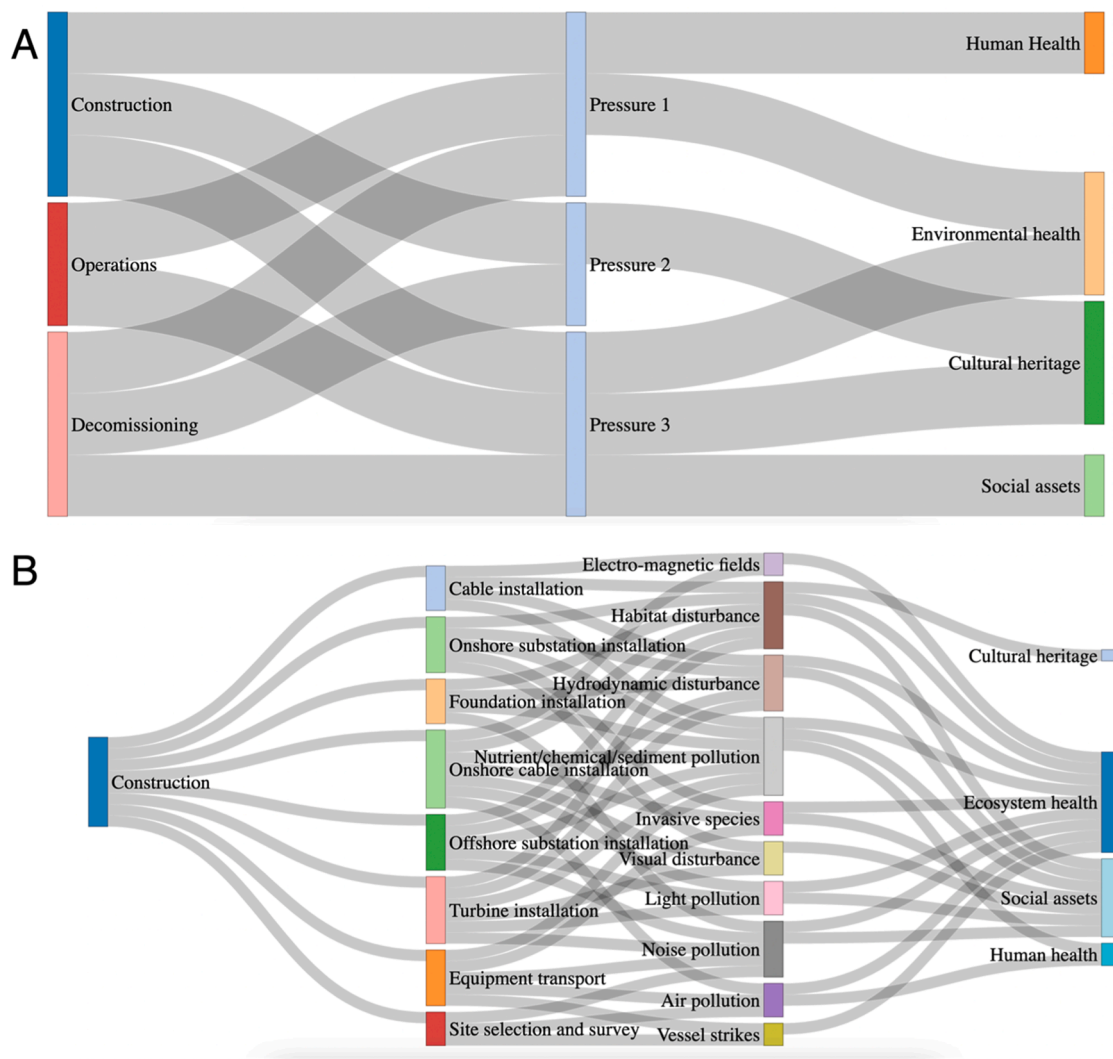 A
Construction
Operations
Decomissioning
Pressure 1
Pressure 2
Pressure 3
Human Health
Environmental health
Cultural heritage
Social assets
B
Construction
Cable installation
Onshore substation installation
Foundation installation
Onshore cable installation
Offshore substation installation
Turbine installation
Equipment transport
Site selection and survey
Electro-magnetic fields
Habitat disturbance
Hydrodynamic disturbance
Nutrient/chemical/sediment pollution
Invasive species
Visual disturbance
Light pollution
Noise pollution
Air pollution
Vessel strikes
Cultural heritage
Ecosystem health
Social assets
Human health